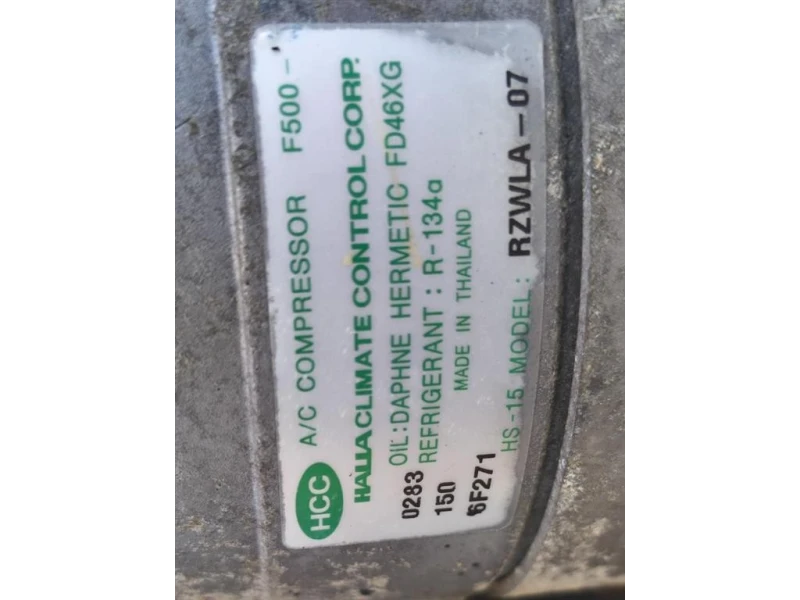 HCC A/C COMPRESSOR F500-
HALLA CLIMATE CONTROL CORP.
OIL:DAPHNE HERMETIC FD46XG
0283 REFRIGERANT : R-134a
150 MADE IN THAILAND
6F271 HS-15 MODEL: RZWLA-07